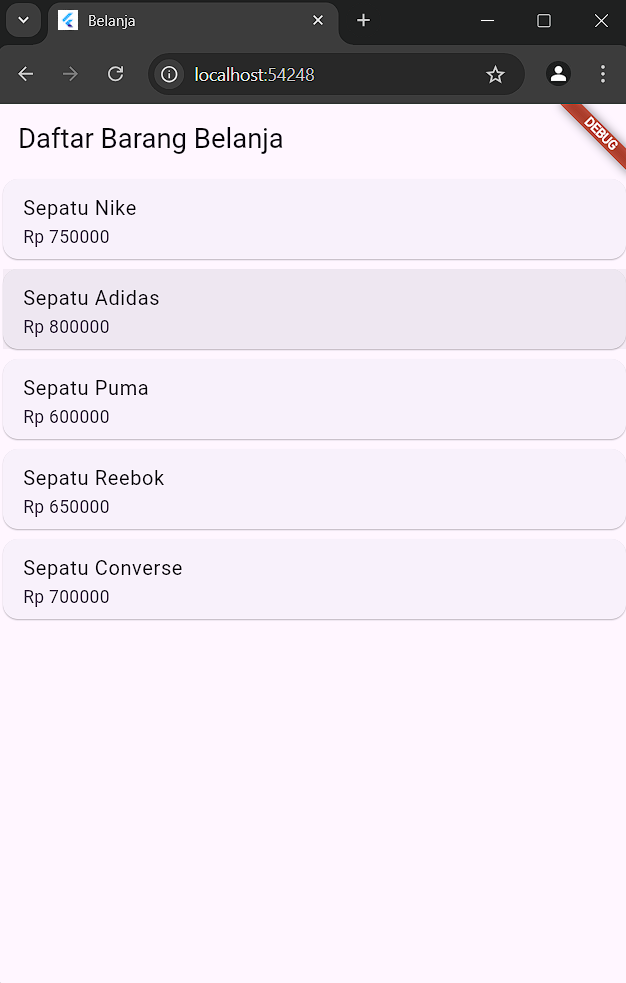 Belanja
localhost:54248
DEBUG
Daftar Barang Belanja
Sepatu Nike
Rp 750000
Sepatu Adidas
Rp 800000
Sepatu Puma
Rp 600000
Sepatu Reebok
Rp 650000
Sepatu Converse
Rp 700000